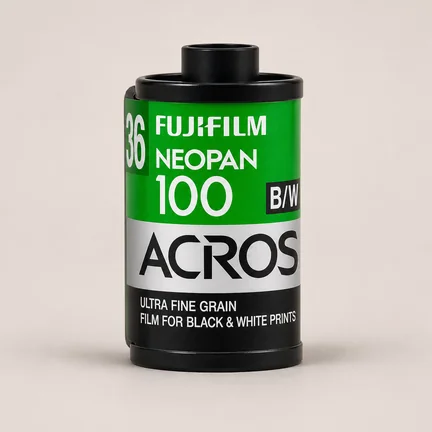 36
FUJIFILM
NEOPAN
100
B/W
ACROS
ULTRA FINE GRAIN
FILM FOR BLACK & WHITE PRINTS